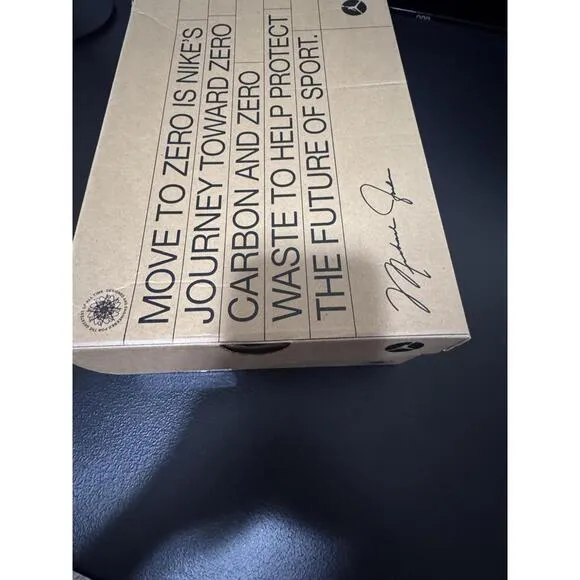 MOVE TO ZERO IS NIKE'S
JOURNEY TOWARD ZERO
CARBON AND ZERO
WASTE TO HELP PROTECT
THE FUTURE OF SPORT.